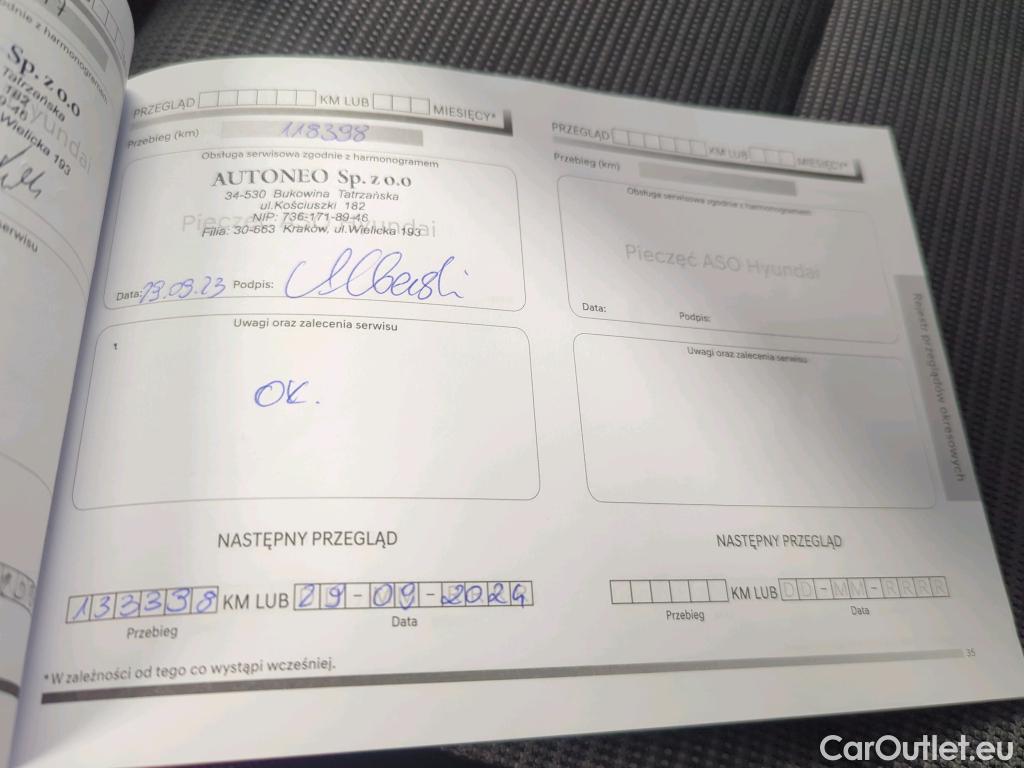 Sp. z o.o
Tatrzańska
182
Wielicka 193
PRZEGLĄD KM LUB MIESIĘCY*
Przebieg (km) 118398
Obsługa serwisowa zgodnie z harmonogramem
Pieczęć ASO Hyundai
AUTONEO Sp. z o.o
34-530 Bukowina Tatrzańska
ul.Kościuszki 182
NIP: 736-171-89-46
Filia: 30-663 Kraków, ul.Wielicka 193
Data: 29.09.23 Podpis:
Uwagi oraz zalecenia serwisu
OK.
NASTĘPNY PRZEGLĄD
133398 KM LUB 29-09-2024
Przebieg Data
*W zależności od tego co wystąpi wcześniej.
PRZEGLĄD KM LUB MIESIĘCY*
Przebieg (km)
Obsługa serwisowa zgodnie z harmonogramem
Pieczęć ASO Hyundai
Data: Podpis:
Uwagi oraz zalecenia serwisu
NASTĘPNY PRZEGLĄD
KM LUB DD-MM-RRRR
Przebieg Data
35
Rejestr przeglądów okresowych
CarOutlet.eu